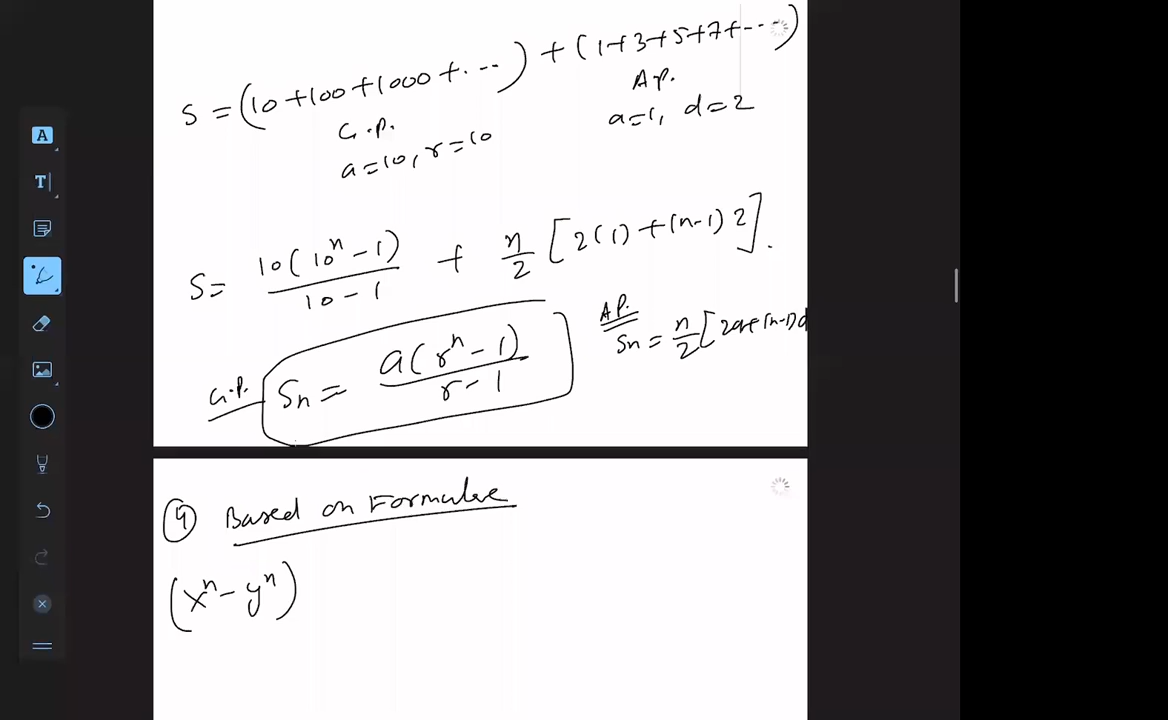 S = (10+100+1000+...) + (1+3+5+7+...)
G.P. A.P.
a=10, r=10 a=1, d=2
S = 10(10ⁿ-1)/10-1 + n/2 [2(1)+(n-1)2].
G.P. Sn = a(rⁿ-1)/r-1
A.P.
Sn = n/2[2a+(n-1)d
④ Based on Formulae
(xⁿ-yⁿ)
A
T